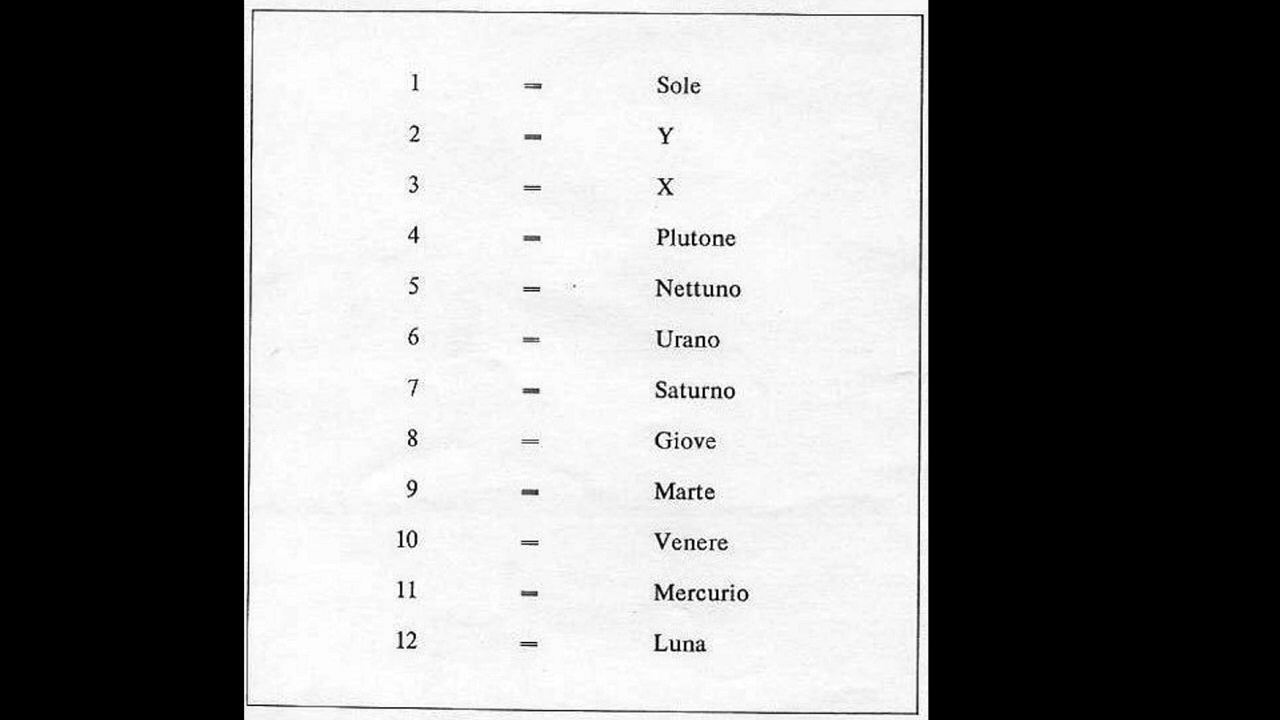 1 = Sole
2 = Y
3 = X
4 = Plutone
5 = Nettuno
6 = Urano
7 = Saturno
8 = Giove
9 = Marte
10 = Venere
11 = Mercurio
12 = Luna